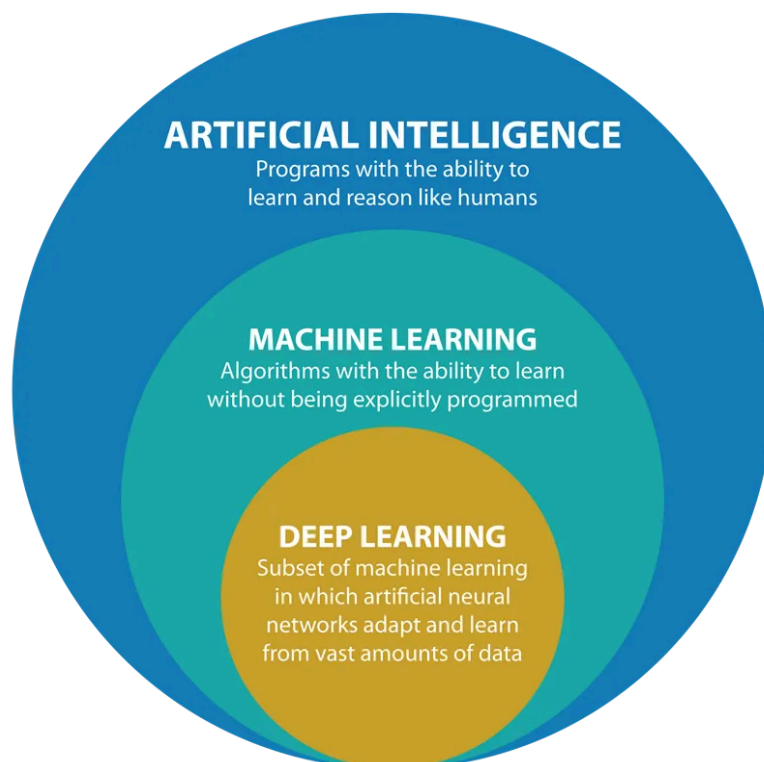 ARTIFICIAL INTELLIGENCE
Programs with the ability to
learn and reason like humans
MACHINE LEARNING
Algorithms with the ability to learn
without being explicitly programmed
DEEP LEARNING
Subset of machine learning
in which artificial neural
networks adapt and learn
from vast amounts of data